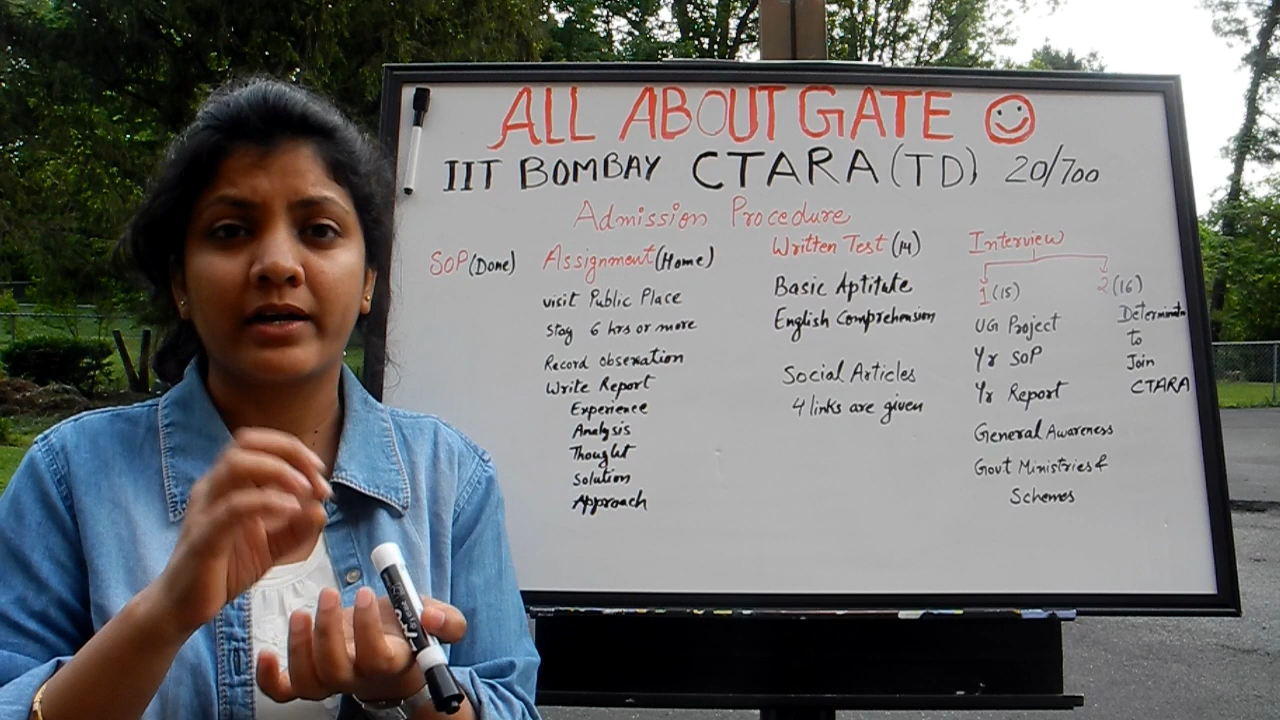 ALL ABOUT GATE
IIT BOMBAY CTARA (TD) 20/700
Admission Procedure
SOP (Done)
Assignment (Home)
visit Public Place
Stay 6 hrs or more
Record obsexation
Write Report
Experience
Analysis
Thought
Solution
Approach
Written Test (14)
Basic Aptitute
English Comprehension
Social Articles
4 links are given
Interview
1 (15)
UG Project
Yr SoP
Yr Report
General Awareness
Govt Ministries &
Schemes
2 (16)
to
Join
CTARA